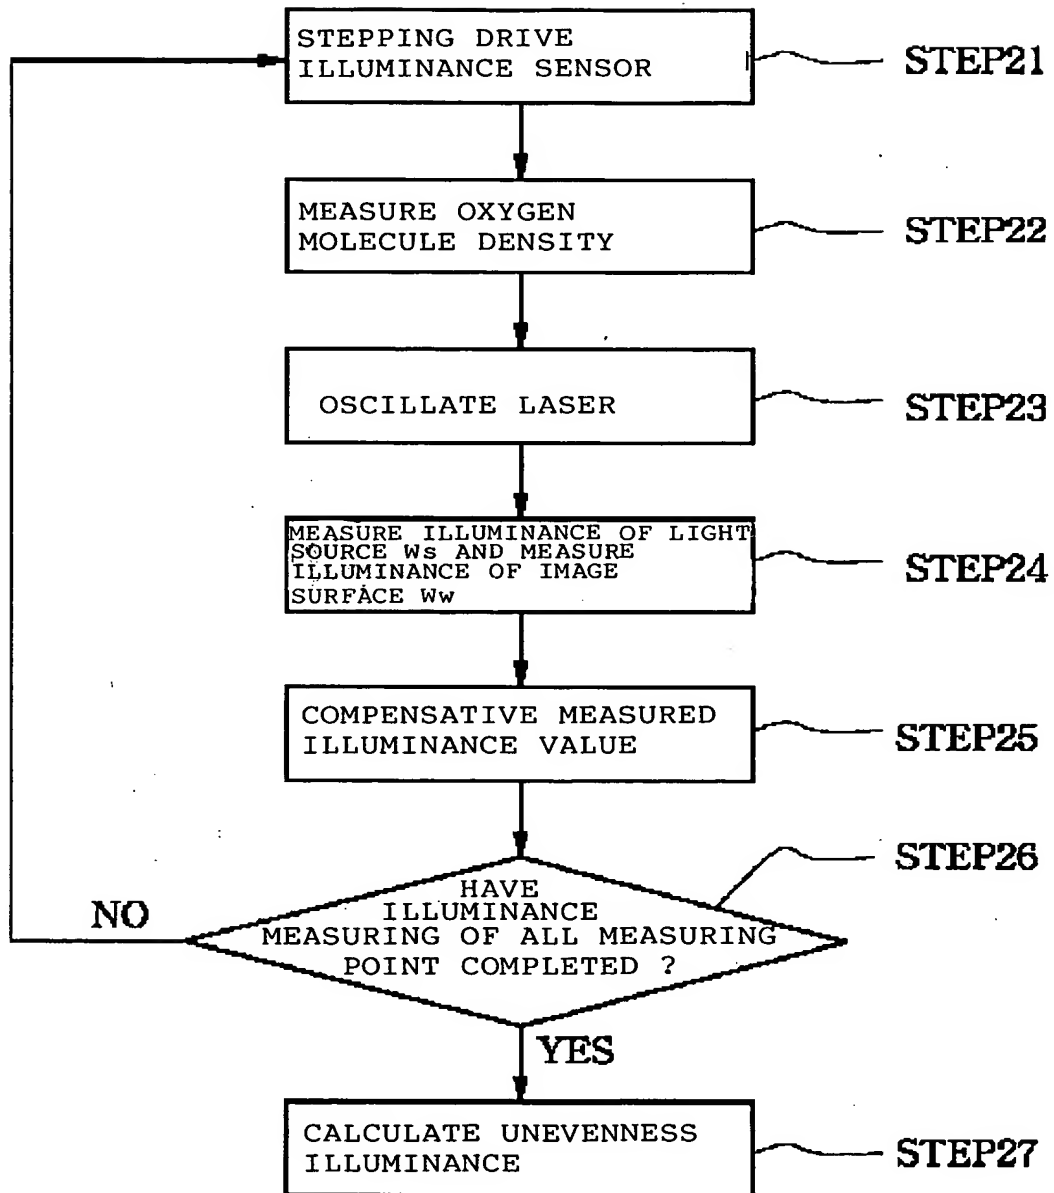 STEPPING DRIVE
ILLUMINANCE SENSOR
STEP21
MEASURE OXYGEN
MOLECULE DENSITY
STEP22
OSCILLATE LASER
STEP23
MEASURE ILLUMINANCE OF LIGHT
SOURCE Ws AND MEASURE
ILLUMINANCE OF IMAGE
SURFACE Ww
STEP24
COMPENSATIVE MEASURED
ILLUMINANCE VALUE
STEP25
STEP26
HAVE
ILLUMINANCE
MEASURING OF ALL MEASURING
POINT COMPLETED ?
NO
YES
CALCULATE UNEVENNESS
ILLUMINANCE
STEP27